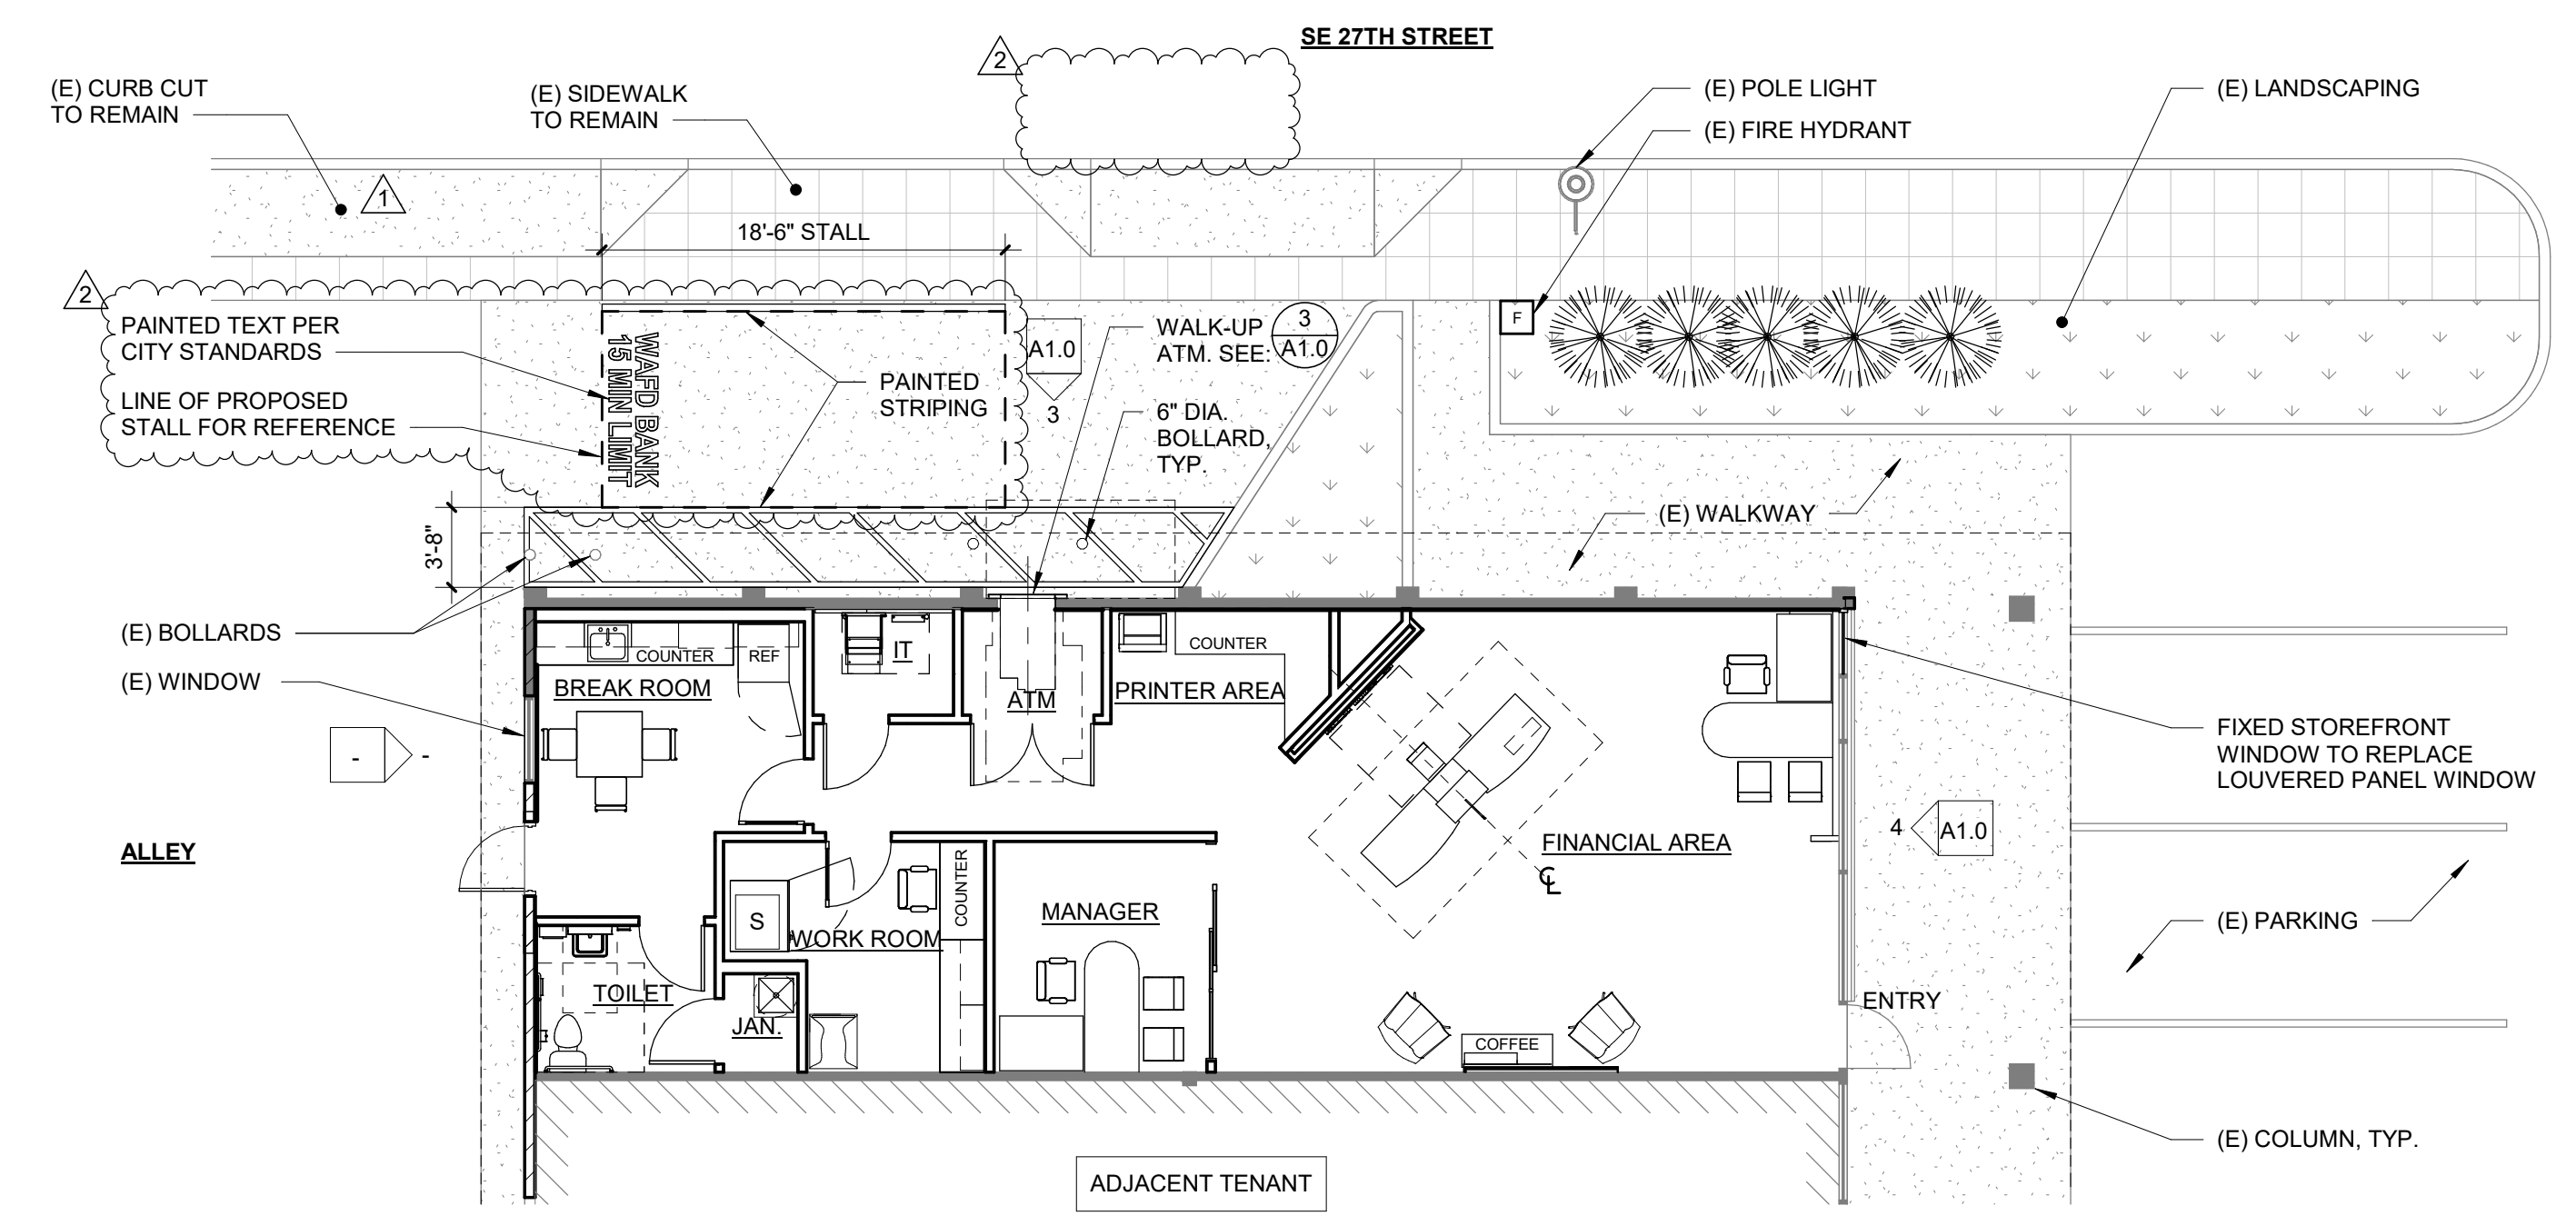 SE 27TH STREET
2
(E) CURB CUT
TO REMAIN
(E) SIDEWALK
TO REMAIN
(E) POLE LIGHT
(E) FIRE HYDRANT
(E) LANDSCAPING
1
18'-6" STALL
2
PAINTED TEXT PER
CITY STANDARDS
LINE OF PROPOSED
STALL FOR REFERENCE
WAFD BANK
15 MIN LIMIT
PAINTED
STRIPING
A1.0
3
WALK-UP
ATM. SEE:
3
A1.0
6" DIA.
BOLLARD,
TYP.
F
(E) WALKWAY
3'-8"
(E) BOLLARDS
(E) WINDOW
COUNTER
REF
BREAK ROOM
IT
ATM
COUNTER
PRINTER AREA
FIXED STOREFRONT
WINDOW TO REPLACE
LOUVERED PANEL WINDOW
-
-
ALLEY
4
A1.0
FINANCIAL AREA
CL
COUNTER
S
WORK ROOM
MANAGER
(E) PARKING
TOILET
JAN.
ENTRY
COFFEE
(E) COLUMN, TYP.
ADJACENT TENANT